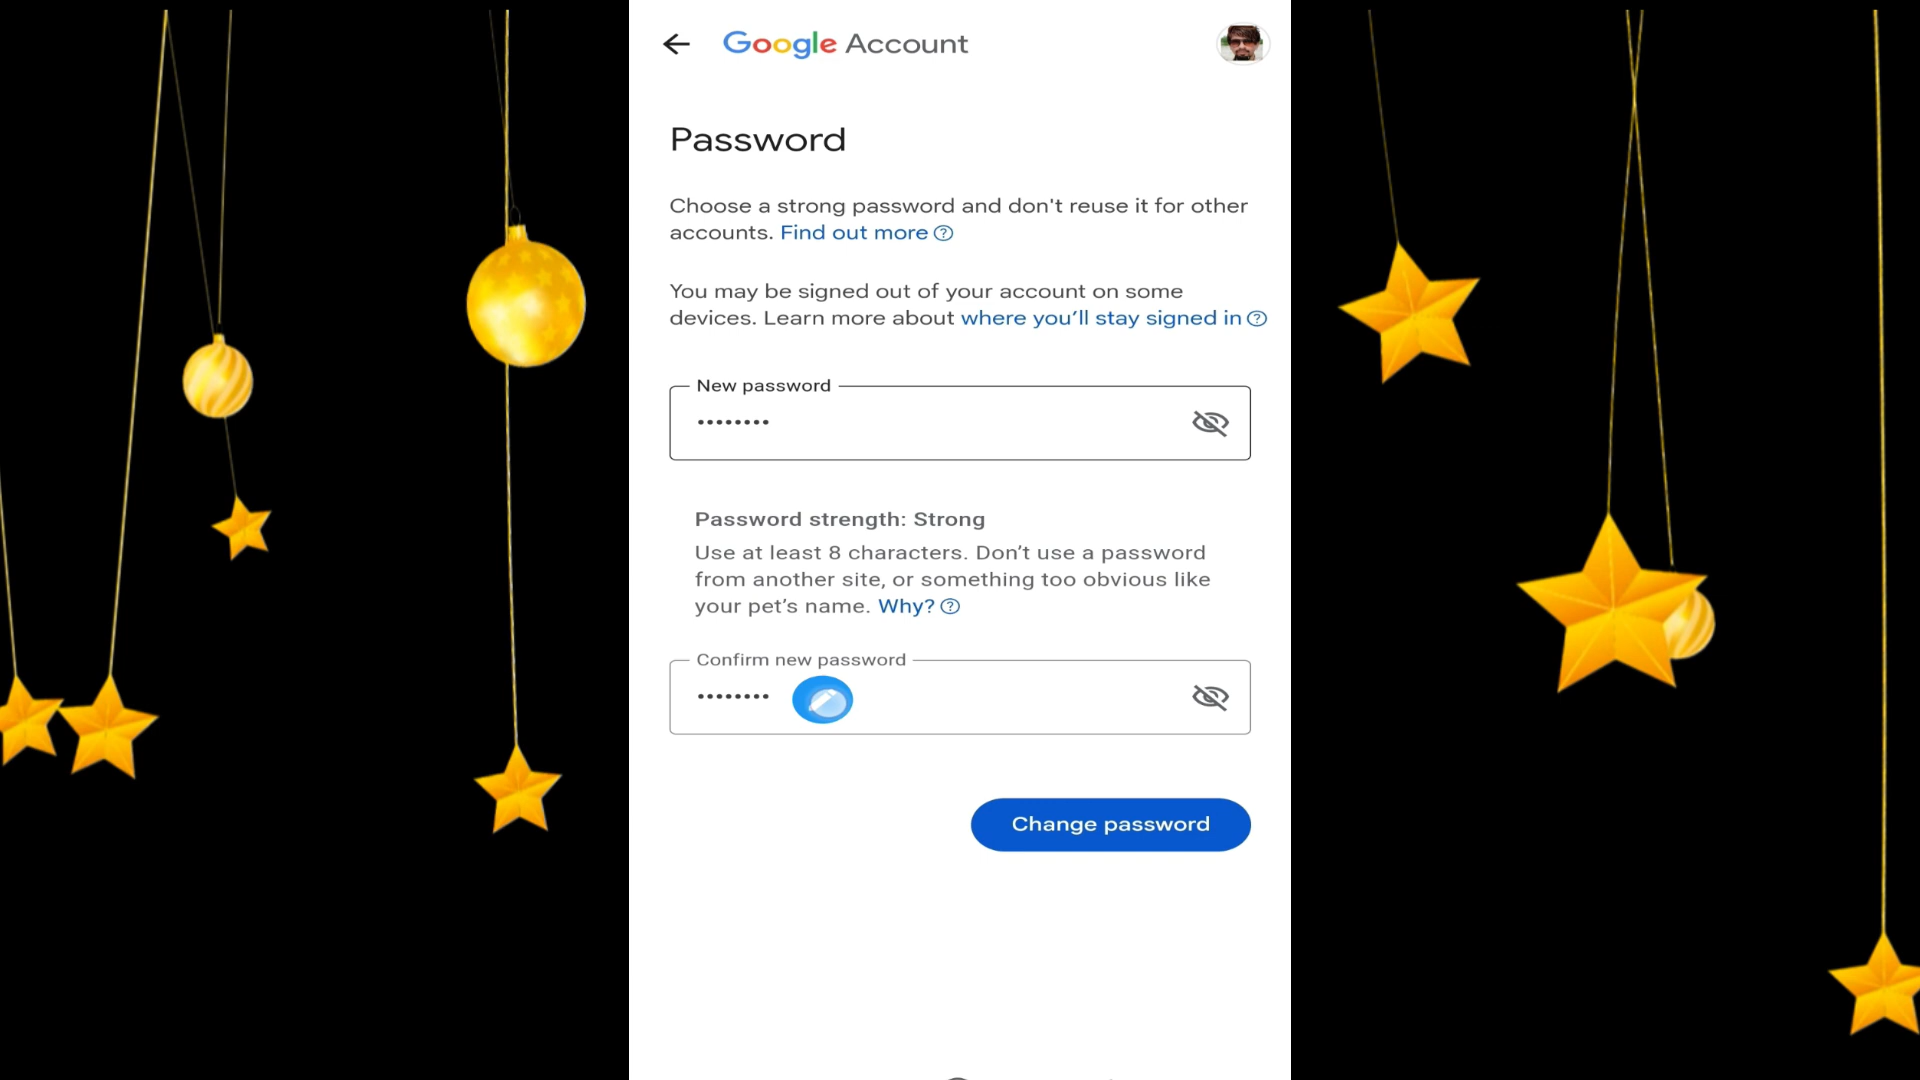 Google Account
Password
Choose a strong password and don't reuse it for other
accounts. Find out more
You may be signed out of your account on some
devices. Learn more about where you’ll stay signed in
New password
••••••••
Password strength: Strong
Use at least 8 characters. Don’t use a password
from another site, or something too obvious like
your pet’s name. Why?
Confirm new password
••••••••
Change password